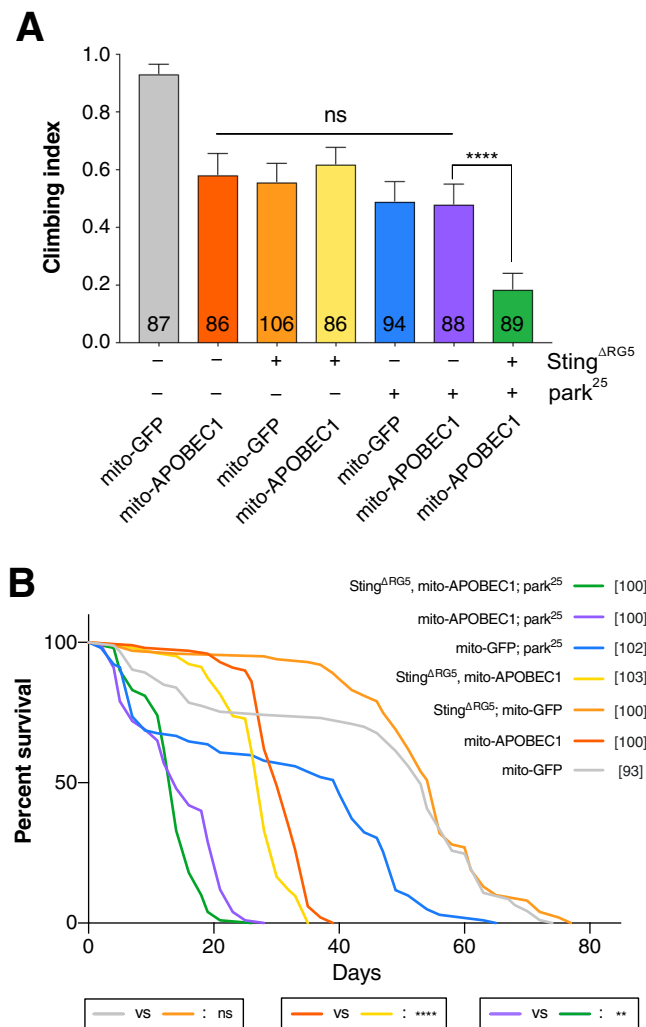 A
Climbing index
1.0
0.8
0.6
0.4
0.2
0.0
ns
****
87 86 106 86 94 88 89
– – + + – – + Sting^ΔRG5
– – – – + + + park^25
mito-GFP
mito-APOBEC1
mito-GFP
mito-APOBEC1
mito-GFP
mito-APOBEC1
mito-APOBEC1
B
Sting^ΔRG5, mito-APOBEC1; park^25 [100]
mito-APOBEC1; park^25 [100]
mito-GFP; park^25 [102]
Sting^ΔRG5, mito-APOBEC1 [103]
Sting^ΔRG5; mito-GFP [100]
mito-APOBEC1 [100]
mito-GFP [93]
Percent survival
100
50
0
0 20 40 60 80
Days
vs : ns
vs : ****
vs : **